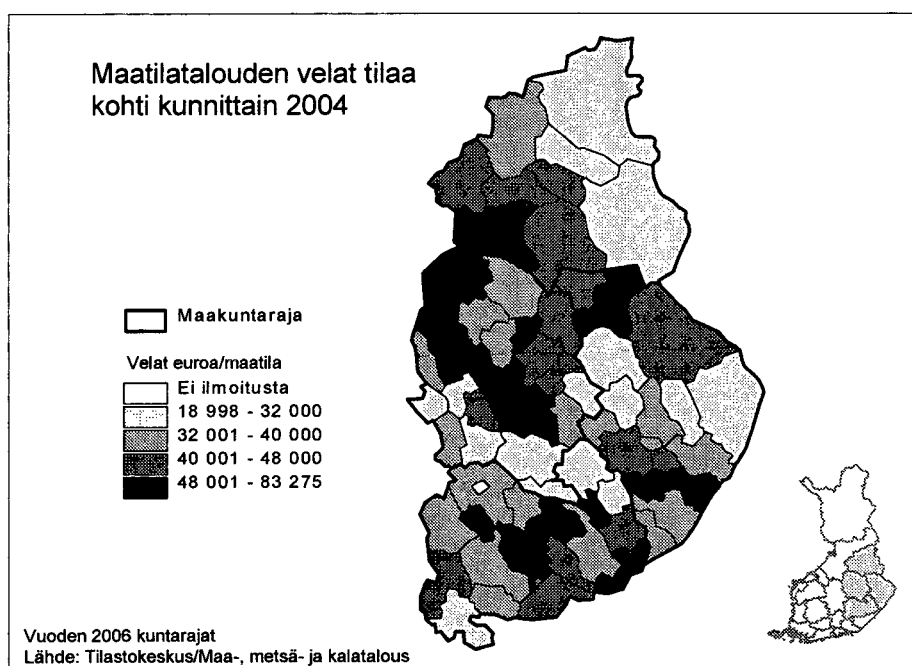 Maatilatalouden velat tilaa
kohti kunnittain 2004
Maakuntaraja
Velat euroa/maatila
Ei ilmoitusta
18 998 - 32 000
32 001 - 40 000
40 001 - 48 000
48 001 - 83 275
Vuoden 2006 kuntarajat
Lähde: Tilastokeskus/Maa-, metsä- ja kalatalous